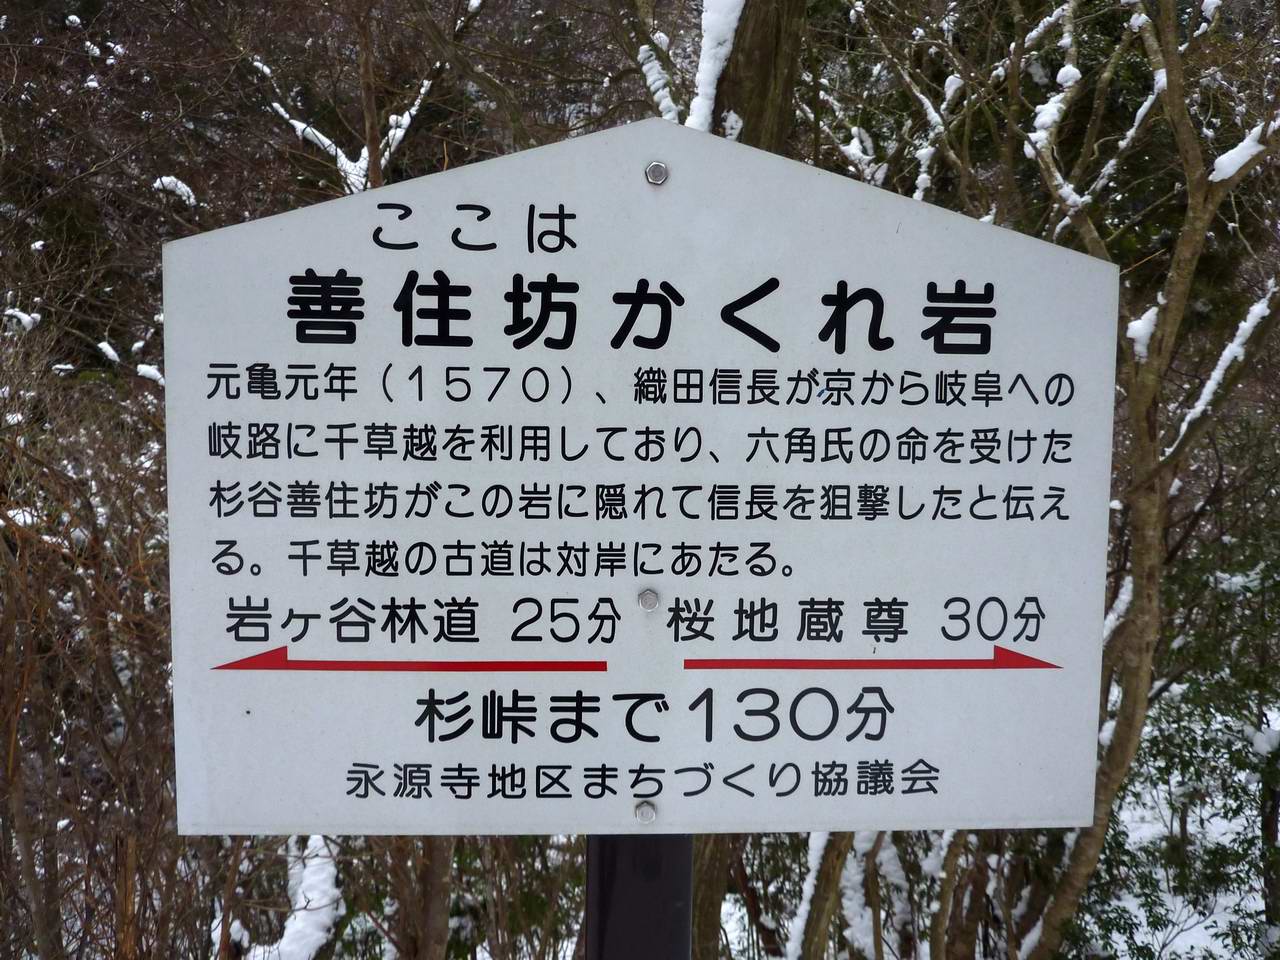 ここは
善住坊かくれ岩
元亀元年（１５７０）、織田信長が京から岐阜への
岐路に千草越を利用しており、六角氏の命を受けた
杉谷善住坊がこの岩に隠れて信長を狙撃したと伝え
る。千草越の古道は対岸にあたる。
岩ヶ谷林道 25分 桜地蔵尊 30分
杉峠まで130分
永源寺地区まちづくり協議会